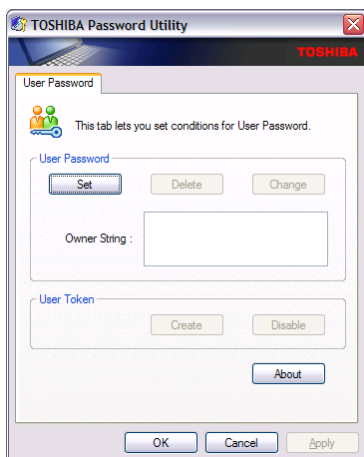 TOSHIBA Password Utility
TOSHIBA
User Password
This tab lets you set conditions for User Password.
User Password
Set Delete Change
Owner String :
User Token
Create Disable
About
OK Cancel Apply